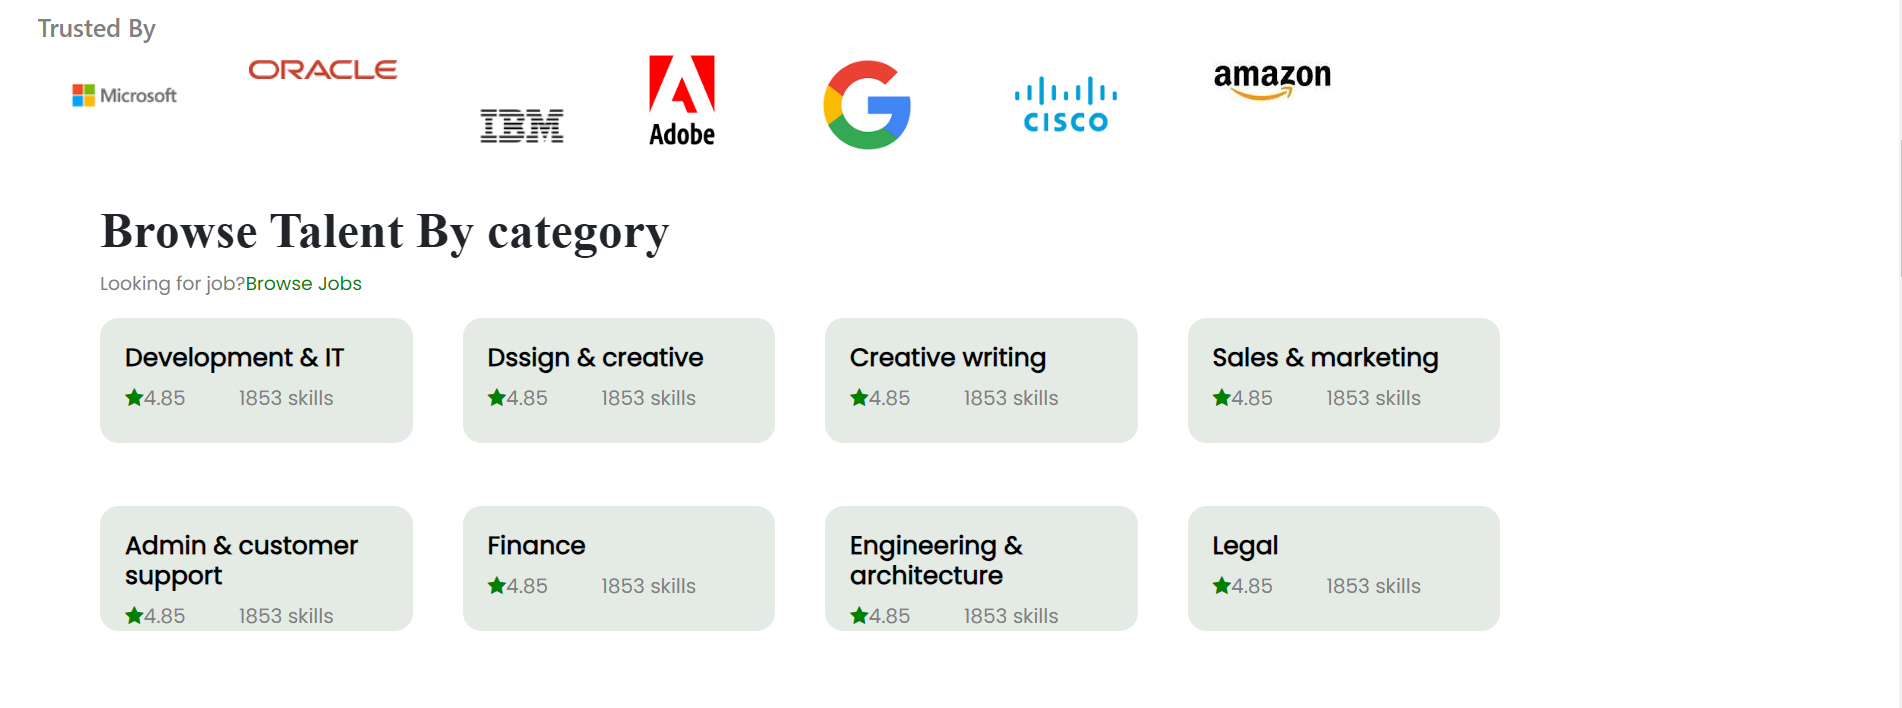 Trusted By
Microsoft
ORACLE
IBM
Adobe
G
CISCO
amazon
Browse Talent By category
Looking for job?Browse Jobs
Development & IT
4.85 1853 skills
Dssign & creative
4.85 1853 skills
Creative writing
4.85 1853 skills
Sales & marketing
4.85 1853 skills
Admin & customer
support
4.85 1853 skills
Finance
4.85 1853 skills
Engineering &
architecture
4.85 1853 skills
Legal
4.85 1853 skills